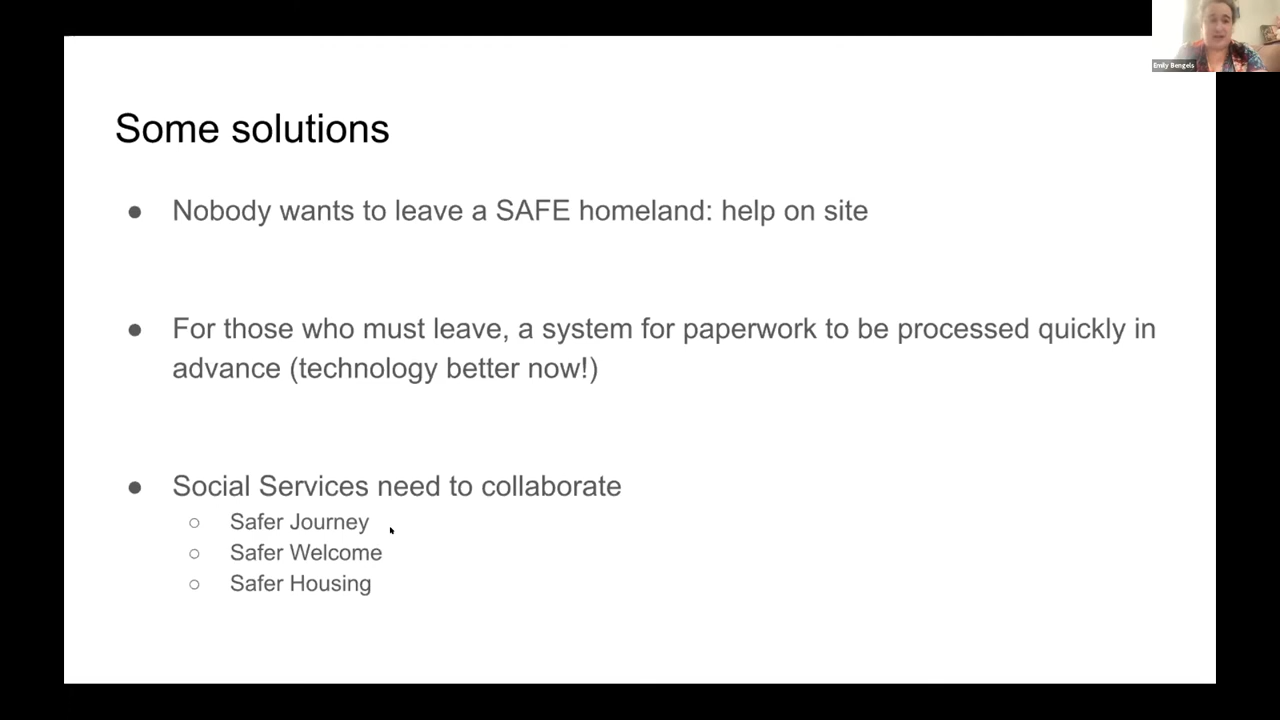 Emily Bengels
Some solutions
● Nobody wants to leave a SAFE homeland: help on site
● For those who must leave, a system for paperwork to be processed quickly in
advance (technology better now!)
● Social Services need to collaborate
○ Safer Journey
○ Safer Welcome
○ Safer Housing